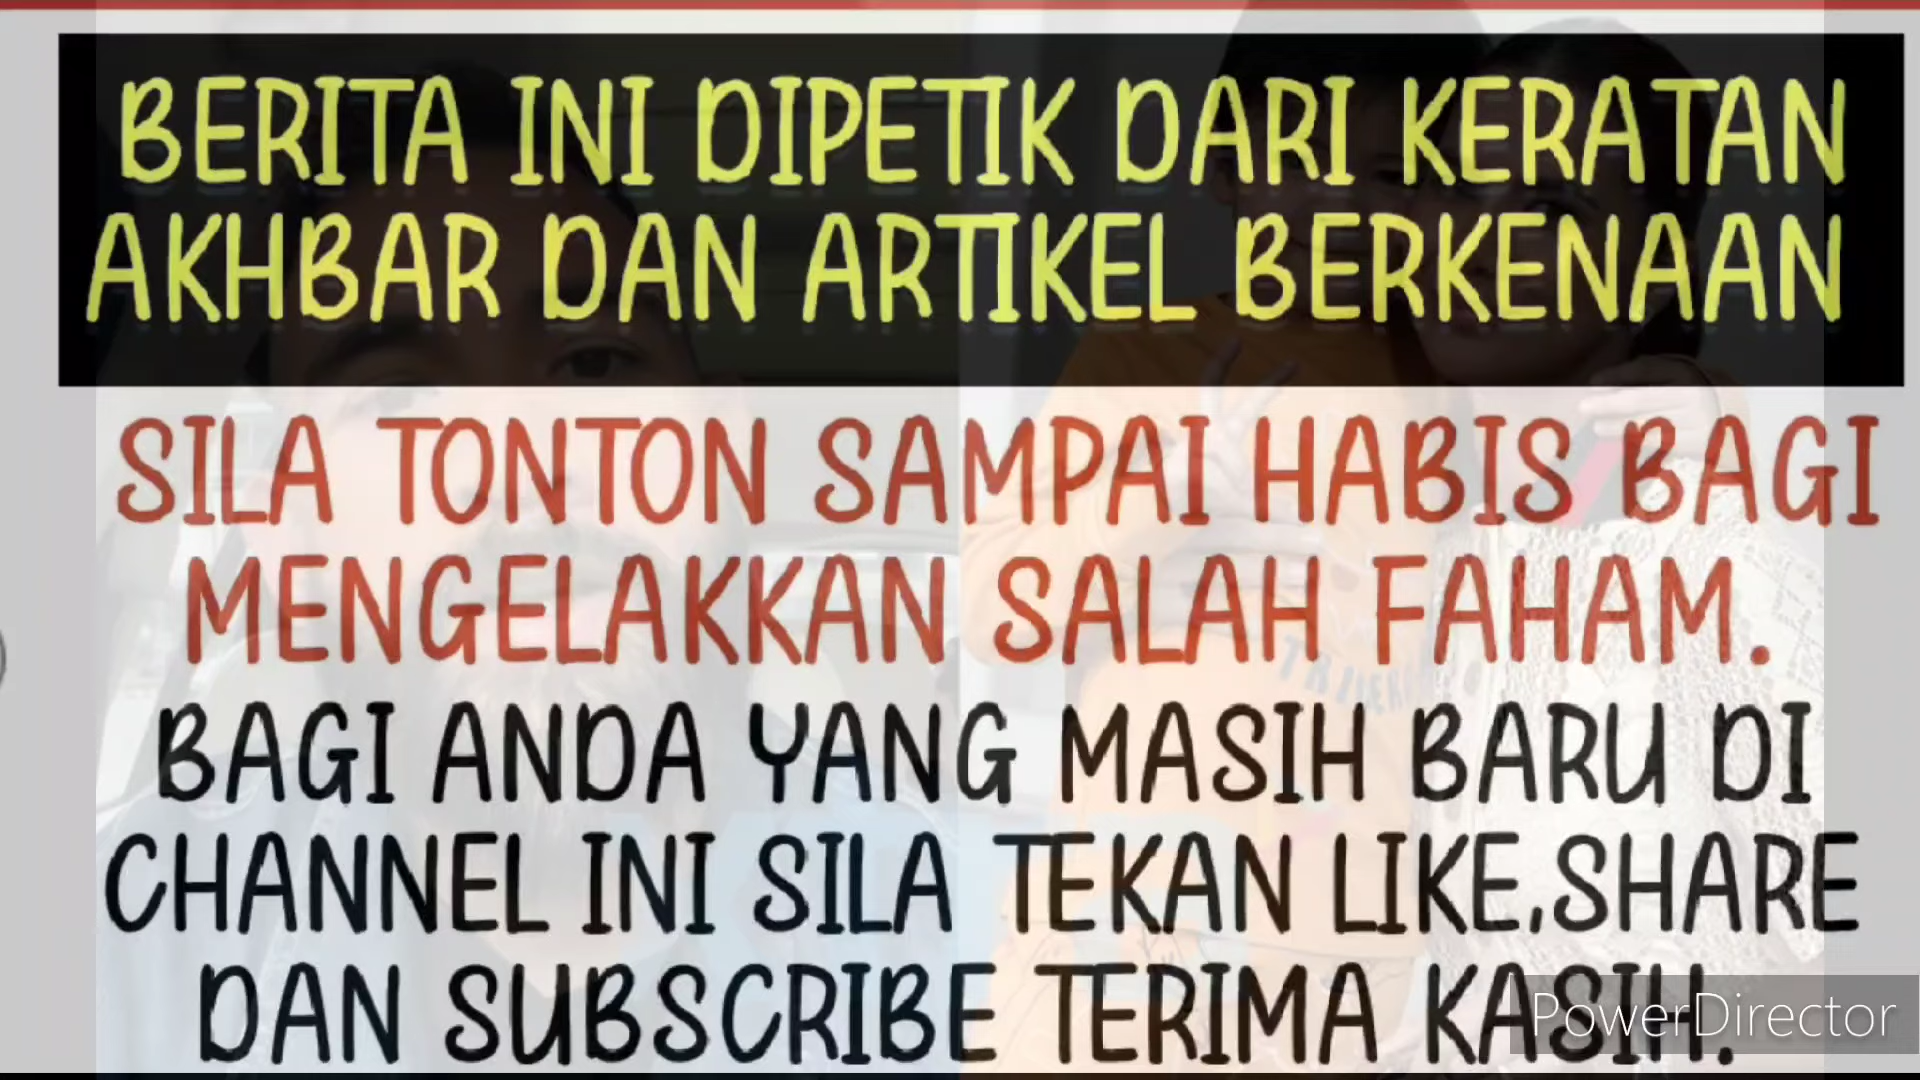 BERITA INI DIPETIK DARI KERATAN
AKHBAR DAN ARTIKEL BERKENAAN
SILA TONTON SAMPAI HABIS BAGI
MENGELAKKAN SALAH FAHAM.
BAGI ANDA YANG MASIH BARU DI
CHANNEL INI SILA TEKAN LIKE,SHARE
DAN SUBSCRIBE TERIMA KASIH.
PowerDirector